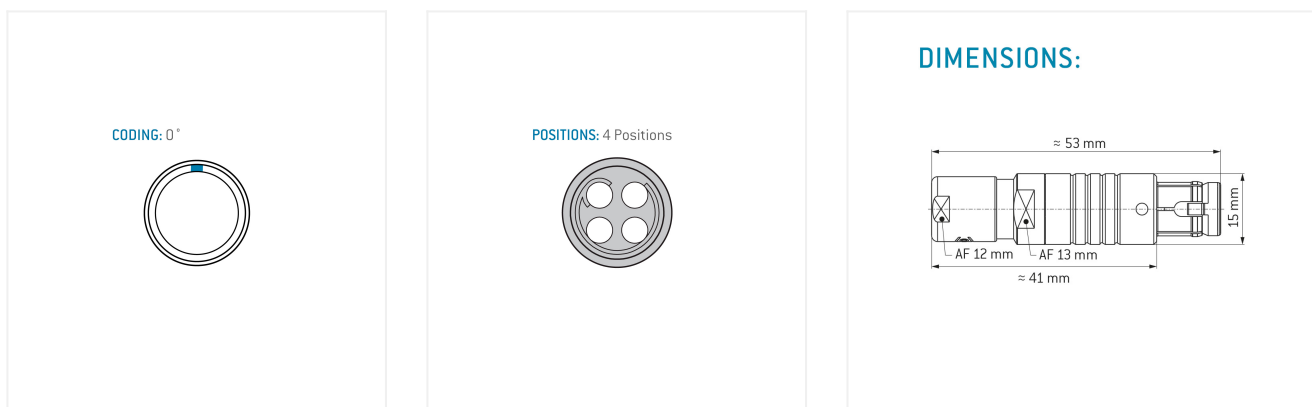 CODING: 0°
POSITIONS: 4 Positions
DIMENSIONS:
≈ 53 mm
15 mm
AF 12 mm
AF 13 mm
≈ 41 mm